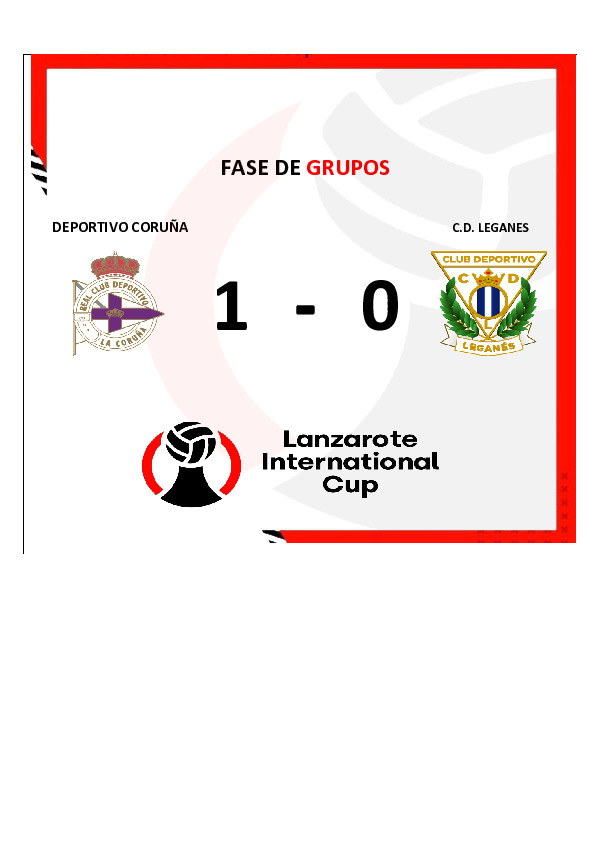 FASE DE GRUPOS
DEPORTIVO CORUÑA
C.D. LEGANES
REAL CLUB DEPORTIVO
LA CORUÑA
1 - 0
CLUB DEPORTIVO
C D
L
LEGANÉS
Lanzarote
International
Cup